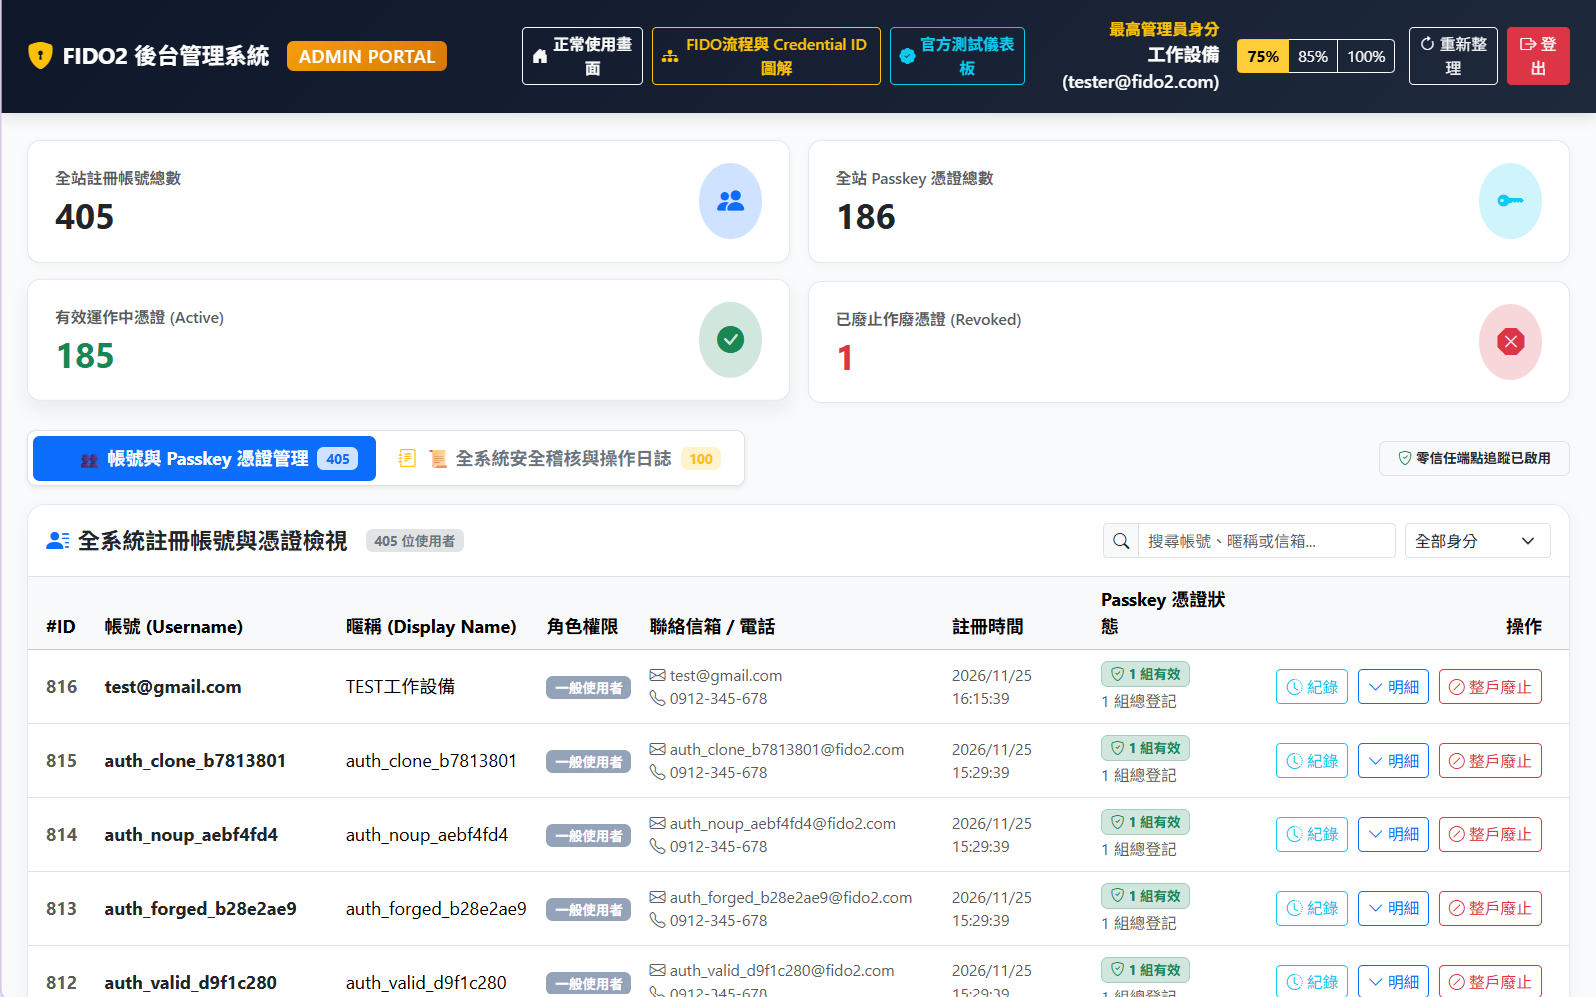 FIDO2 後台管理系統 ADMIN PORTAL
正常使用畫
面
FIDO流程與 Credential ID
圖解
官方測試儀表
板
最高管理員身分
工作設備
(tester@fido2.com)
75% 85% 100%
重新整
理
登
出
全站註冊帳號總數
405
全站 Passkey 憑證總數
186
有效運作中憑證 (Active)
185
已廢止作廢憑證 (Revoked)
1
帳號與 Passkey 憑證管理 405
全系統安全稽核與操作日誌 100
零信任端點追蹤已啟用
全系統註冊帳號與憑證檢視 405 位使用者
搜尋帳號、暱稱或信箱...
全部身分
#ID 帳號 (Username) 暱稱 (Display Name) 角色權限 聯絡信箱 / 電話 註冊時間 Passkey 憑證狀
態 操作
816 test@gmail.com TEST工作設備 一般使用者 test@gmail.com 2026/11/25 1 組有效 紀錄 明細 整戶廢止
0912-345-678 16:15:39 1 組總登記
815 auth_clone_b7813801 auth_clone_b7813801 一般使用者 auth_clone_b7813801@fido2.com 2026/11/25 1 組有效 紀錄 明細 整戶廢止
0912-345-678 15:29:39 1 組總登記
814 auth_noup_aebf4fd4 auth_noup_aebf4fd4 一般使用者 auth_noup_aebf4fd4@fido2.com 2026/11/25 1 組有效 紀錄 明細 整戶廢止
0912-345-678 15:29:39 1 組總登記
813 auth_forged_b28e2ae9 auth_forged_b28e2ae9 一般使用者 auth_forged_b28e2ae9@fido2.com 2026/11/25 1 組有效 紀錄 明細 整戶廢止
0912-345-678 15:29:39 1 組總登記
812 auth_valid_d9f1c280 auth_valid_d9f1c280 一般使用者 auth_valid_d9f1c280@fido2.com 2026/11/25 1 組有效 紀錄 明細 整戶廢止
0912-345-678 15:29:39 1 組總登記